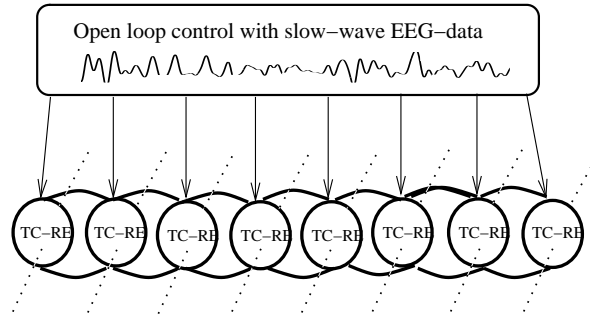 Open loop control with slow−wave EEG−data
TC−RE TC−RE TC−RE TC−RE TC−RE TC−RE TC−RE TC−RE